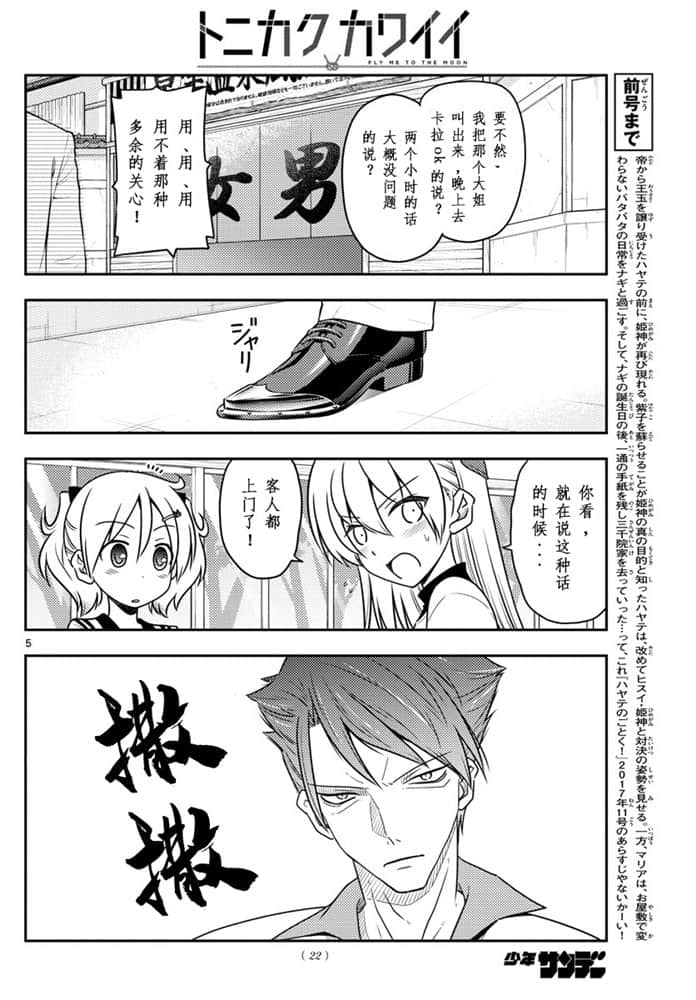 トニカクカワイイ
FLY ME TO THE MOON
前号まで
ぜんごう
帝から王玉を譲り受けたハヤテの前に、姫神が再び現れる。紫子を蘇らせることが姫神の真の目的と知ったハヤテは、改めてヒスイ・姫神と対決の姿勢を見せる。一方、マリアは、お屋敷で変
わらないバタバタの日常をナギと過ごす。そして、ナギの誕生日の後、一通の手紙を残し三千院家を去っていった…って、これ『ハヤテのごとく！』2017年11号のあらすじやないかーい！
要不然-
我把那个大姐
叫出来,晚上去
卡拉ok的说?
两个小时的话
大概没问题
的说?
用、用、用
用不着那种
多余的关心!
男
女
ジャリ
你看,
就在说这种话
的时候...
客人都
上门了!
5
撒
撒
(22)
少年サンデー